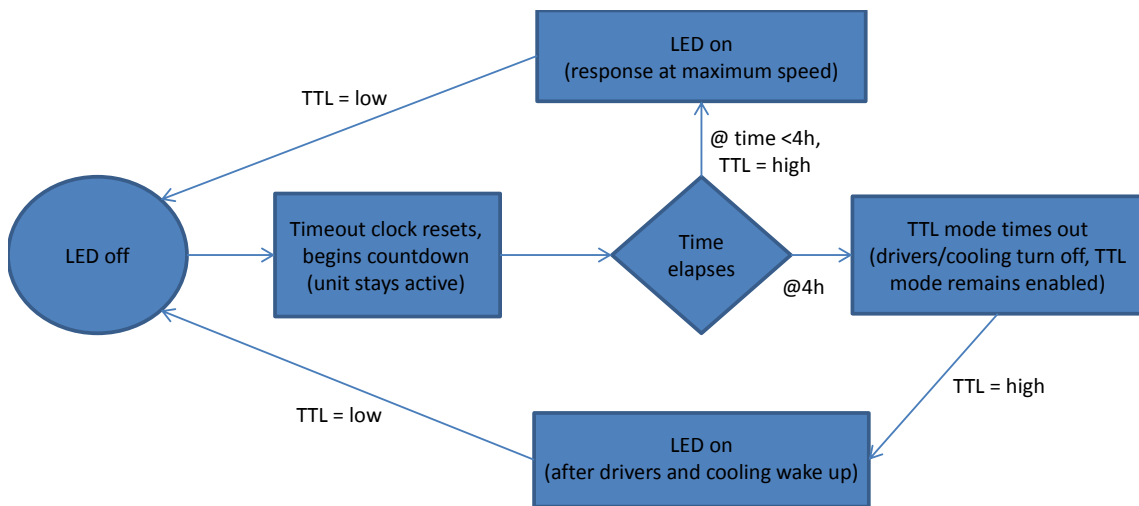 LED on
(response at maximum speed)
TTL = low
@ time <4h,
TTL = high
LED off
Timeout clock resets,
begins countdown
(unit stays active)
Time
elapses
@4h
TTL mode times out
(drivers/cooling turn off, TTL
mode remains enabled)
TTL = high
TTL = low
LED on
(after drivers and cooling wake up)